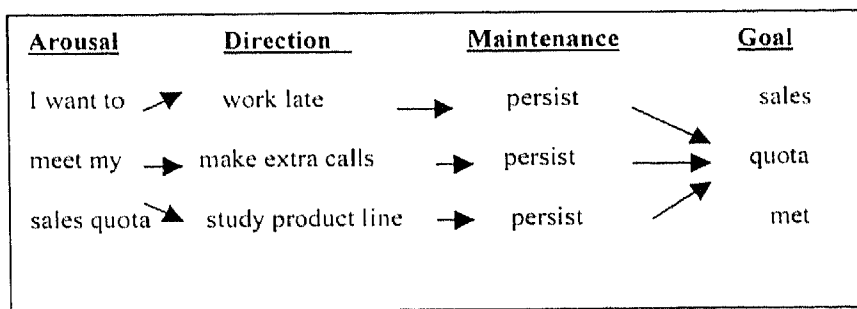 Arousal Direction Maintenance Goal
I want to work late persist sales
meet my make extra calls persist quota
sales quota study product line persist met